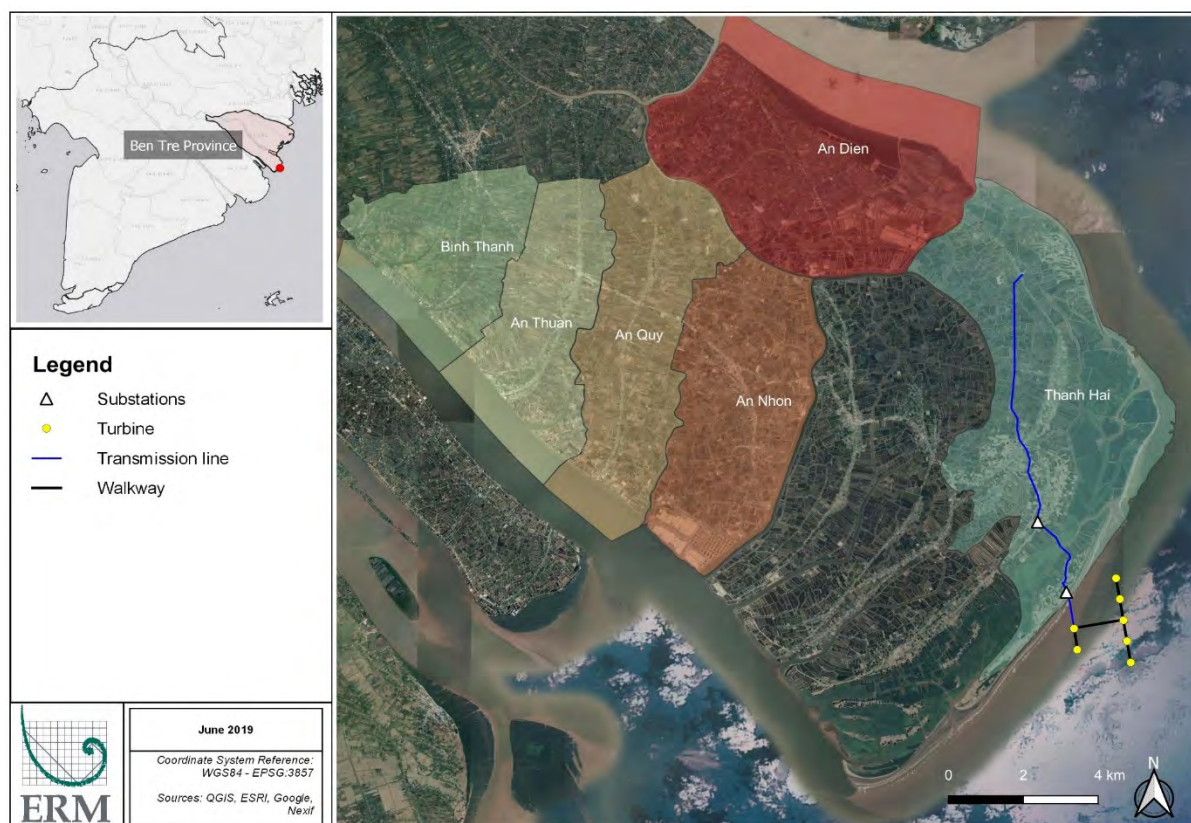 Ben Tre Province
Legend
Substations
Turbine
Transmission line
Walkway
ERM
June 2019
Coordinate System Reference:
WGS84 - EPSG:3857
Sources: QGIS, ESRI, Google,
Nexif
An Dien
Binh Thanh
An Thuan
An Quy
An Nhon
Thanh Hai
0 2 4 km
N